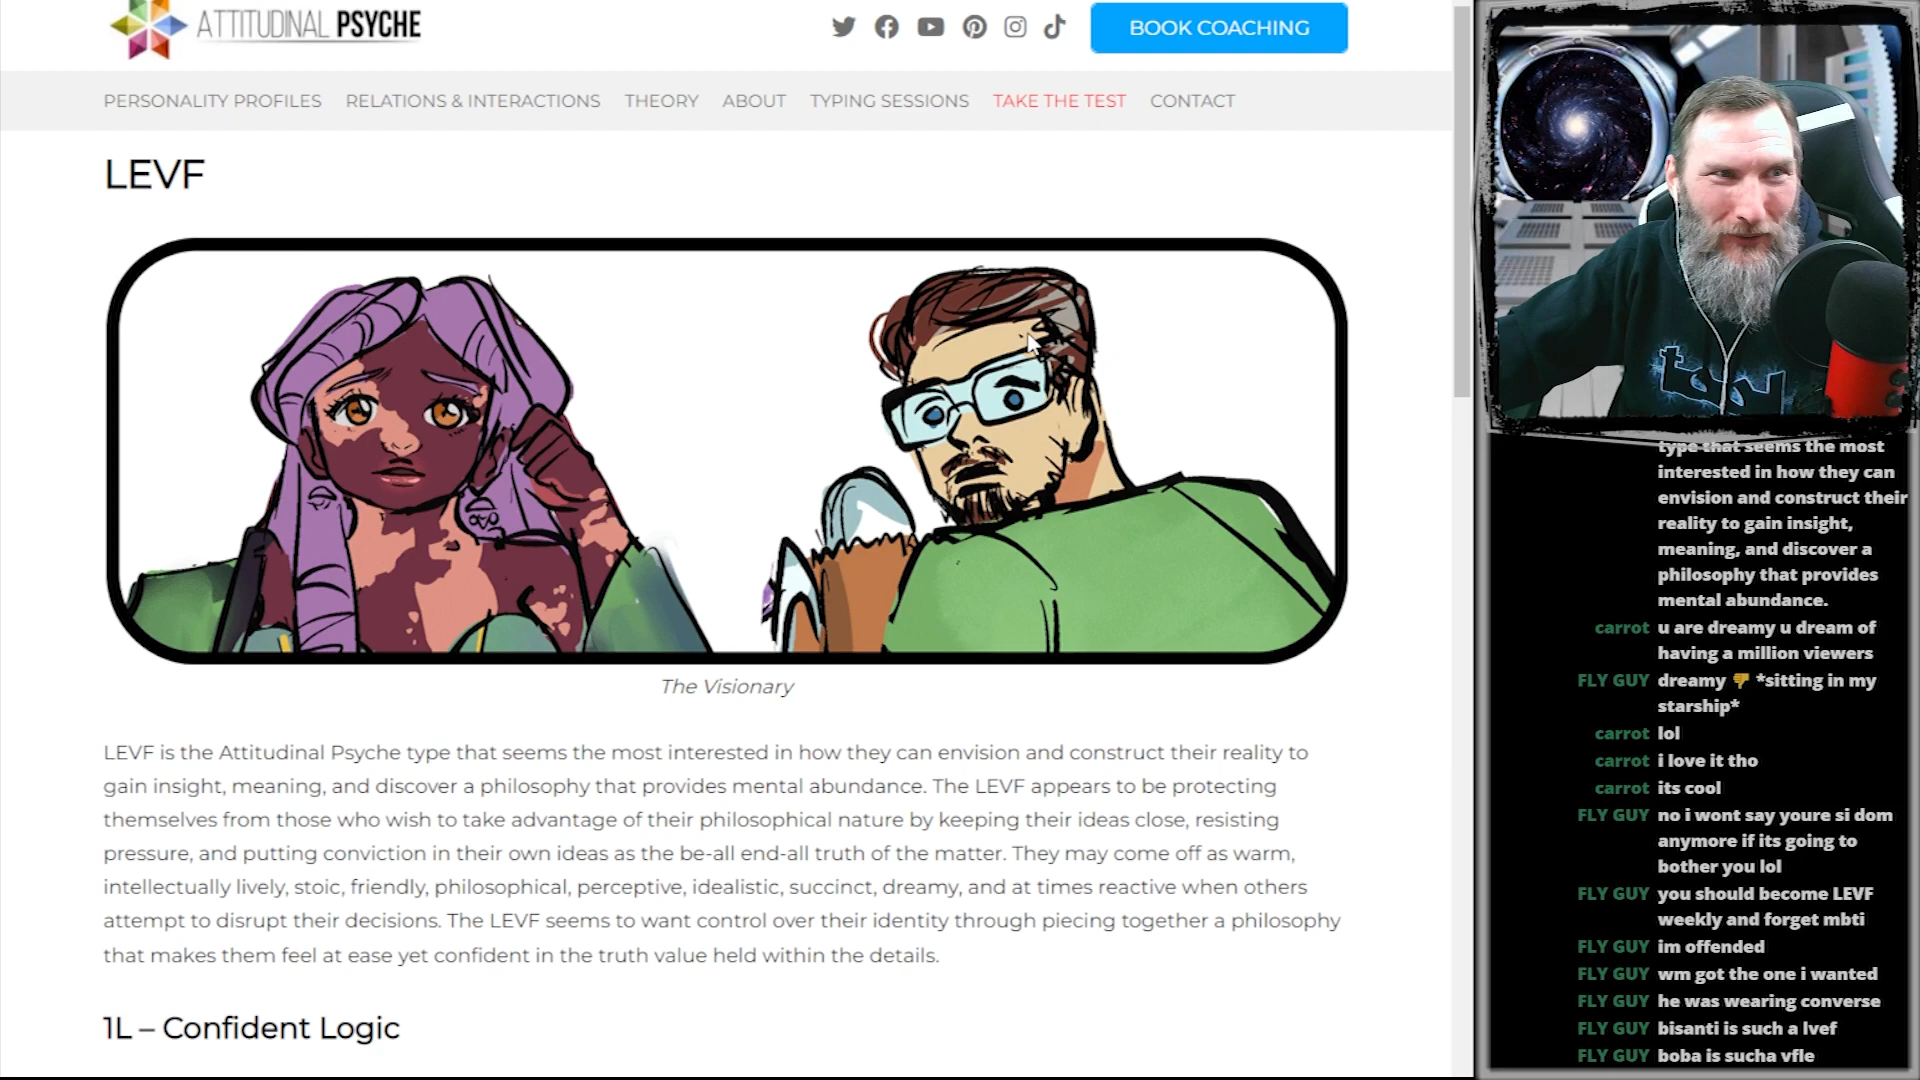 ATTITUDINAL PSYCHE
BOOK COACHING
PERSONALITY PROFILES RELATIONS & INTERACTIONS THEORY ABOUT TYPING SESSIONS TAKE THE TEST CONTACT
LEVF
The Visionary
LEVF is the Attitudinal Psyche type that seems the most interested in how they can envision and construct their reality to
gain insight, meaning, and discover a philosophy that provides mental abundance. The LEVF appears to be protecting
themselves from those who wish to take advantage of their philosophical nature by keeping their ideas close, resisting
pressure, and putting conviction in their own ideas as the be-all end-all truth of the matter. They may come off as warm,
intellectually lively, stoic, friendly, philosophical, perceptive, idealistic, succinct, dreamy, and at times reactive when others
attempt to disrupt their decisions. The LEVF seems to want control over their identity through piecing together a philosophy
that makes them feel at ease yet confident in the truth value held within the details.
1L – Confident Logic
type that seems the most
interested in how they can
envision and construct their
reality to gain insight,
meaning, and discover a
philosophy that provides
mental abundance.
carrot u are dreamy u dream of
having a million viewers
FLY GUY dreamy 👎 *sitting in my
starship*
carrot lol
carrot i love it tho
carrot its cool
FLY GUY no i wont say youre si dom
anymore if its going to
bother you lol
FLY GUY you should become LEVF
weekly and forget mbti
FLY GUY im offended
FLY GUY wm got the one i wanted
FLY GUY he was wearing converse
FLY GUY bisanti is such a lvef
FLY GUY boba is sucha vfle